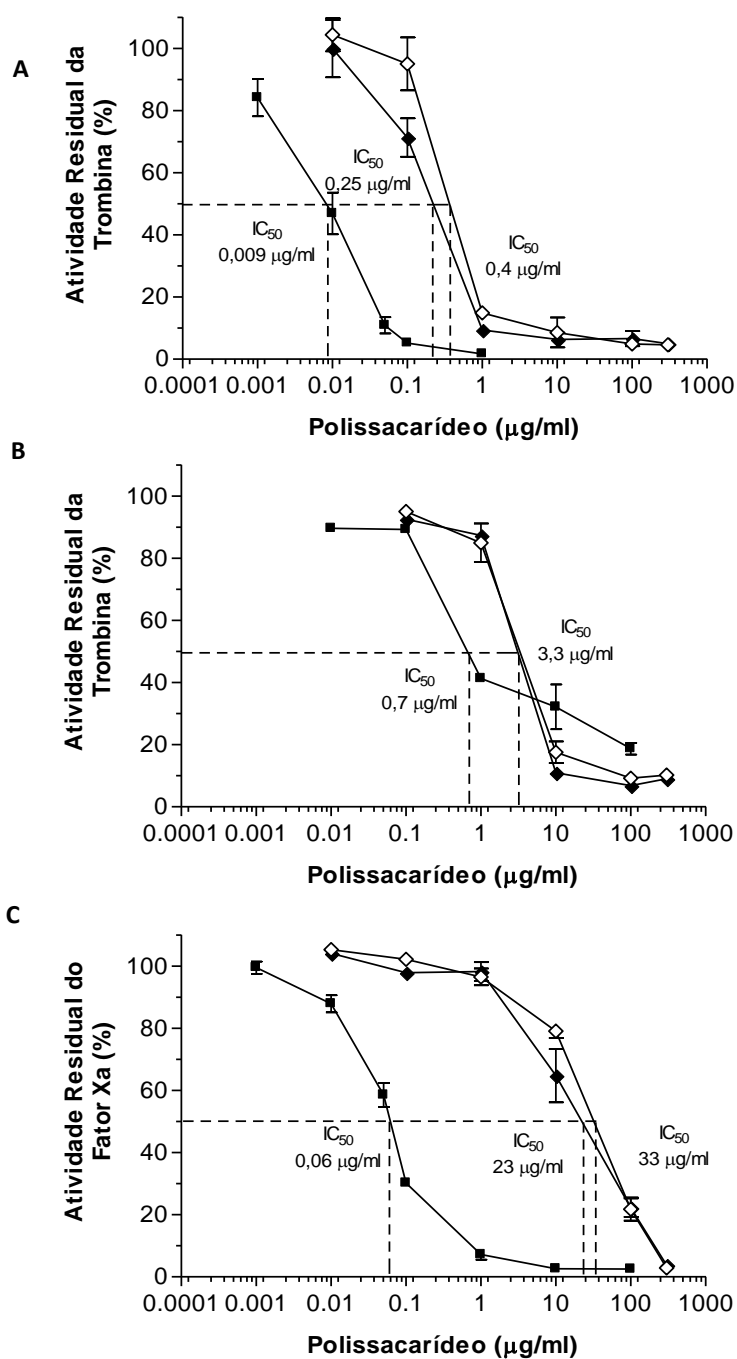 A
Atividade Residual da
Trombina (%)
100
80
60
40
20
0
IC50
0,25 μg/ml
IC50
0,009 μg/ml
IC50
0,4 μg/ml
0.0001 0.001 0.01 0.1 1 10 100 1000
Polissacarídeo (μg/ml)
B
Atividade Residual da
Trombina (%)
100
80
60
40
20
0
IC50
3,3 μg/ml
IC50
0,7 μg/ml
0.0001 0.001 0.01 0.1 1 10 100 1000
Polissacarídeo (μg/ml)
C
Atividade Residual do
Fator Xa (%)
100
80
60
40
20
0
IC50
0,06 μg/ml
IC50
23 μg/ml
IC50
33 μg/ml
0.0001 0.001 0.01 0.1 1 10 100 1000
Polissacarídeo (μg/ml)